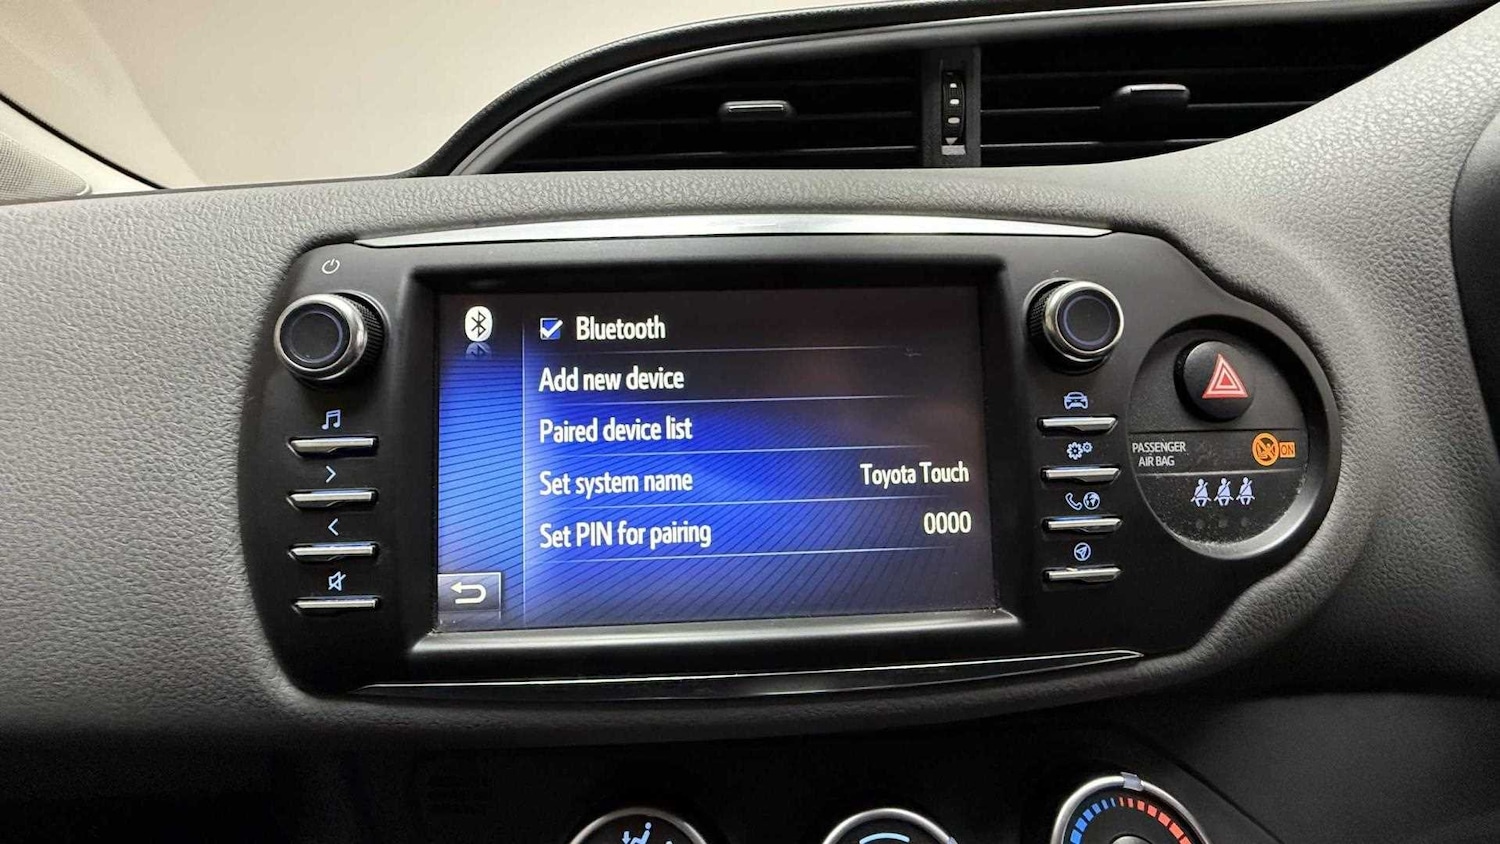 Bluetooth
Add new device
Paired device list
Set system name Toyota Touch
Set PIN for pairing 0000
PASSENGER
AIR BAG
ON